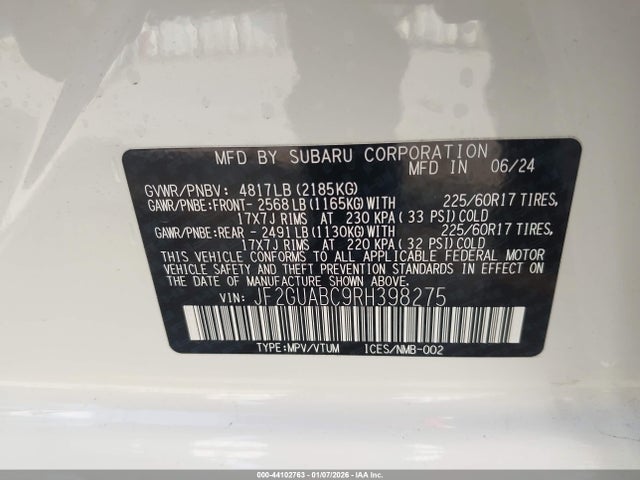 MFD BY SUBARU CORPORATION
MFD IN 06/24
GVWR/PNBV: 4817LB (2185KG)
GAWR/PNBE:FRONT- 2568LB(1165KG)WITH 225/60R17 TIRES,
17X7J RIMS AT 230 KPA( 33 PSI)COLD
GAWR/PNBE:REAR - 2491LB(1130KG)WITH 225/60R17 TIRES,
17X7J RIMS AT 220 KPA( 32 PSI)COLD
THIS VEHICLE CONFORMS TO ALL APPLICABLE FEDERAL MOTOR
VEHICLE SAFETY AND THEFT PREVENTION STANDARDS IN EFFECT ON
THE DATE OF MANUFACTURE SHOWN ABOVE.
VIN: JF2GUABC9RH398275
TYPE:MPV/VTUM ICES/NMB-002
000-44102763 - 01/07/2026 - IAA Inc.